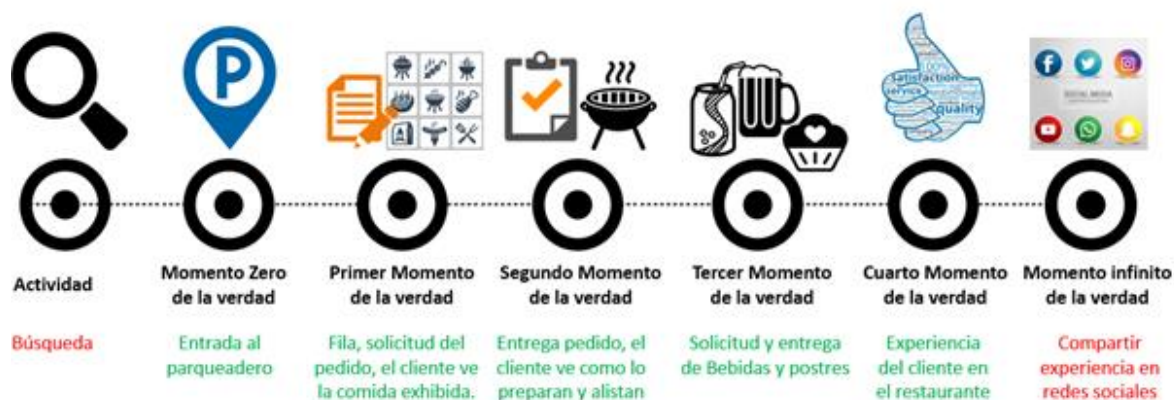 P
100%
satisfaction
service
quality
SOCIAL MEDIA
Actividad
Búsqueda
Momento Zero
de la verdad
Entrada al
parqueadero
Primer Momento
de la verdad
Fila, solicitud del
pedido, el cliente ve
la comida exhibida.
Segundo Momento
de la verdad
Entrega pedido, el
cliente ve como lo
preparan y alistan
Tercer Momento
de la verdad
Solicitud y entrega
de Bebidas y postres
Cuarto Momento
de la verdad
Experiencia
del cliente en
el restaurante
Momento infinito
de la verdad
Compartir
experiencia en
redes sociales